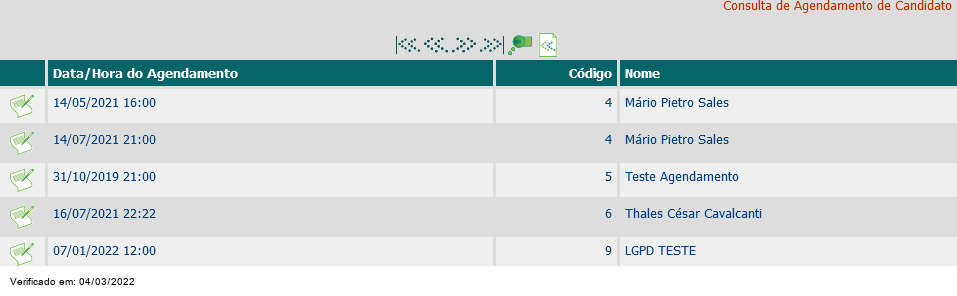 Consulta de Agendamento de Candidato
Data/Hora do Agendamento Código Nome
14/05/2021 16:00 4 Mário Pietro Sales
14/07/2021 21:00 4 Mário Pietro Sales
31/10/2019 21:00 5 Teste Agendamento
16/07/2021 22:22 6 Thales César Cavalcanti
07/01/2022 12:00 9 LGPD TESTE
Verificado em: 04/03/2022